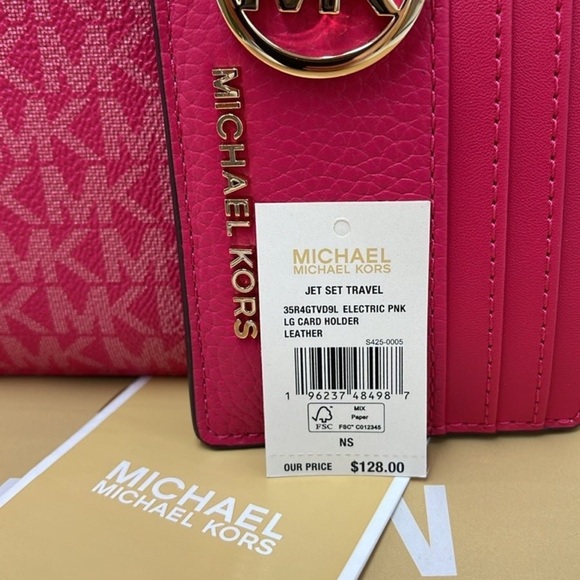 MK
MICHAEL KORS
MICHAEL
MICHAEL KORS
JET SET TRAVEL
35R4GTVD9L ELECTRIC PNK
LG CARD HOLDER
LEATHER
S425-0005
1 96237 48498 7
FSC
MIX
Paper
FSC® C012345
NS
OUR PRICE $128.00
MICHAEL
MICHAEL KORS